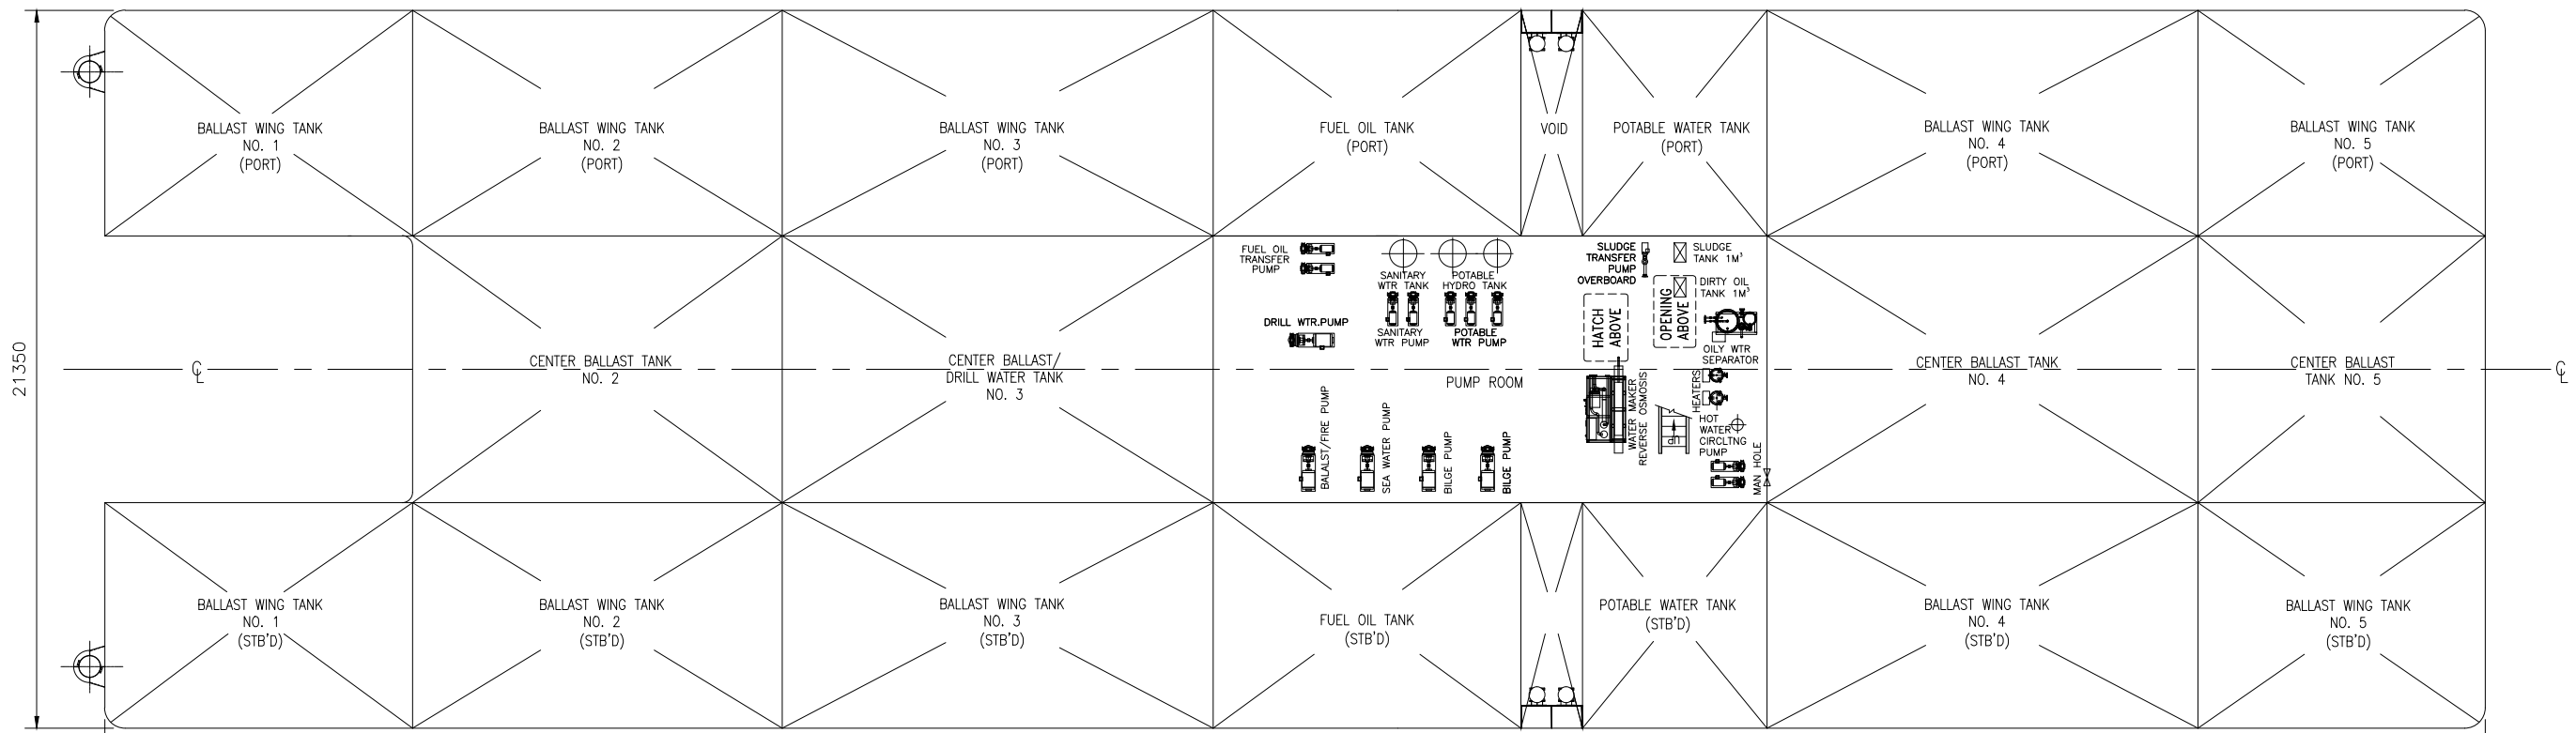 BALLAST WING TANK
NO. 1
(PORT)
BALLAST WING TANK
NO. 2
(PORT)
BALLAST WING TANK
NO. 3
(PORT)
FUEL OIL TANK
(PORT)
VOID
POTABLE WATER TANK
(PORT)
BALLAST WING TANK
NO. 4
(PORT)
BALLAST WING TANK
NO. 5
(PORT)
21350
FUEL OIL
TRANSFER
PUMP
SANITARY
WTR TANK
POTABLE
HYDRO TANK
SLUDGE
TRANSFER
PUMP
OVERBOARD
SLUDGE
TANK 1M³
DIRTY OIL
TANK 1M³
DRILL WTR.PUMP
SANITARY
WTR PUMP
POTABLE
WTR PUMP
HATCH
ABOVE
OPENING
ABOVE
OILY WTR
SEPARATOR
CL
CENTER BALLAST TANK
NO. 2
CENTER BALLAST/
DRILL WATER TANK
NO. 3
PUMP ROOM
CENTER BALLAST TANK
NO. 4
CENTER BALLAST
TANK NO. 5
CL
BALALST/FIRE PUMP
SEA WATER PUMP
BILGE PUMP
BILGE PUMP
WATER MAKER
REVERSE OSMOSIS
UP
HEATERS
HOT
WATER
CIRCLTNG
PUMP
MAN HOLE
BALLAST WING TANK
NO. 1
(STB'D)
BALLAST WING TANK
NO. 2
(STB'D)
BALLAST WING TANK
NO. 3
(STB'D)
FUEL OIL TANK
(STB'D)
POTABLE WATER TANK
(STB'D)
BALLAST WING TANK
NO. 4
(STB'D)
BALLAST WING TANK
NO. 5
(STB'D)